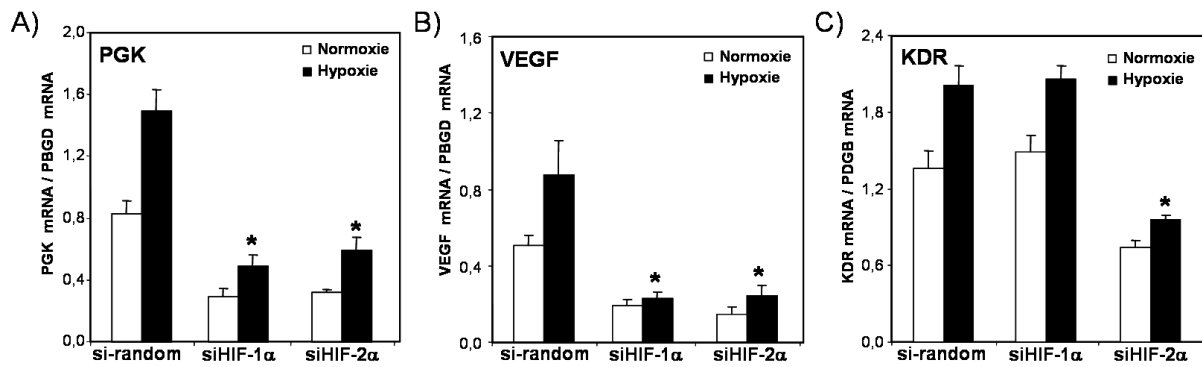 A)
PGK
Normoxie
Hypoxie
PGK mRNA / PBGD mRNA
2,0
1,6
1,2
0,8
0,4
0,0
*
*
si-random siHIF-1α siHIF-2α
B)
VEGF
Normoxie
Hypoxie
VEGF mRNA / PBGD mRNA
1,6
1,2
0,8
0,4
0,0
*
*
si-random siHIF-1α siHIF-2α
C)
KDR
Normoxie
Hypoxie
KDR mRNA / PDGB mRNA
2,4
1,8
1,2
0,6
0,0
*
si-random siHIF-1α siHIF-2α